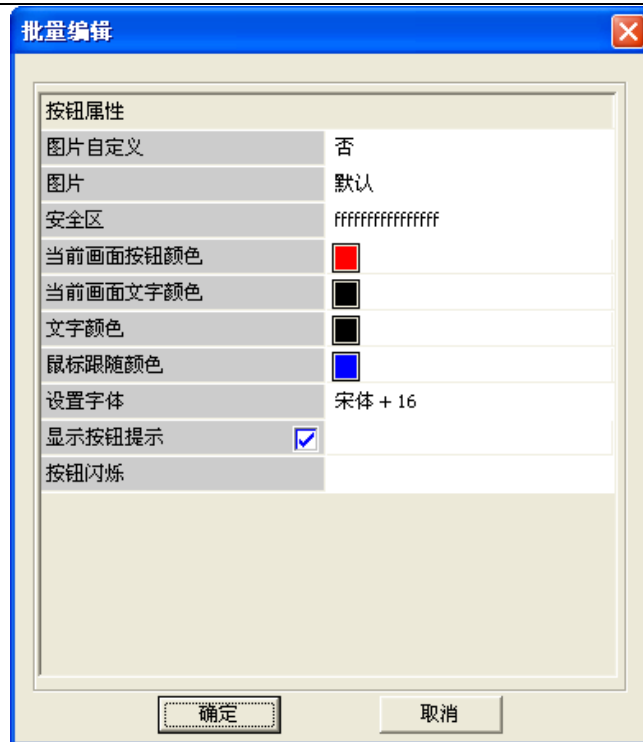 批量编辑
按钮属性
图片自定义 否
图片 默认
安全区 ffffffffffffffff
当前画面按钮颜色
当前画面文字颜色
文字颜色
鼠标跟随颜色
设置字体 宋体 + 16
显示按钮提示
按钮闪烁
确定 取消